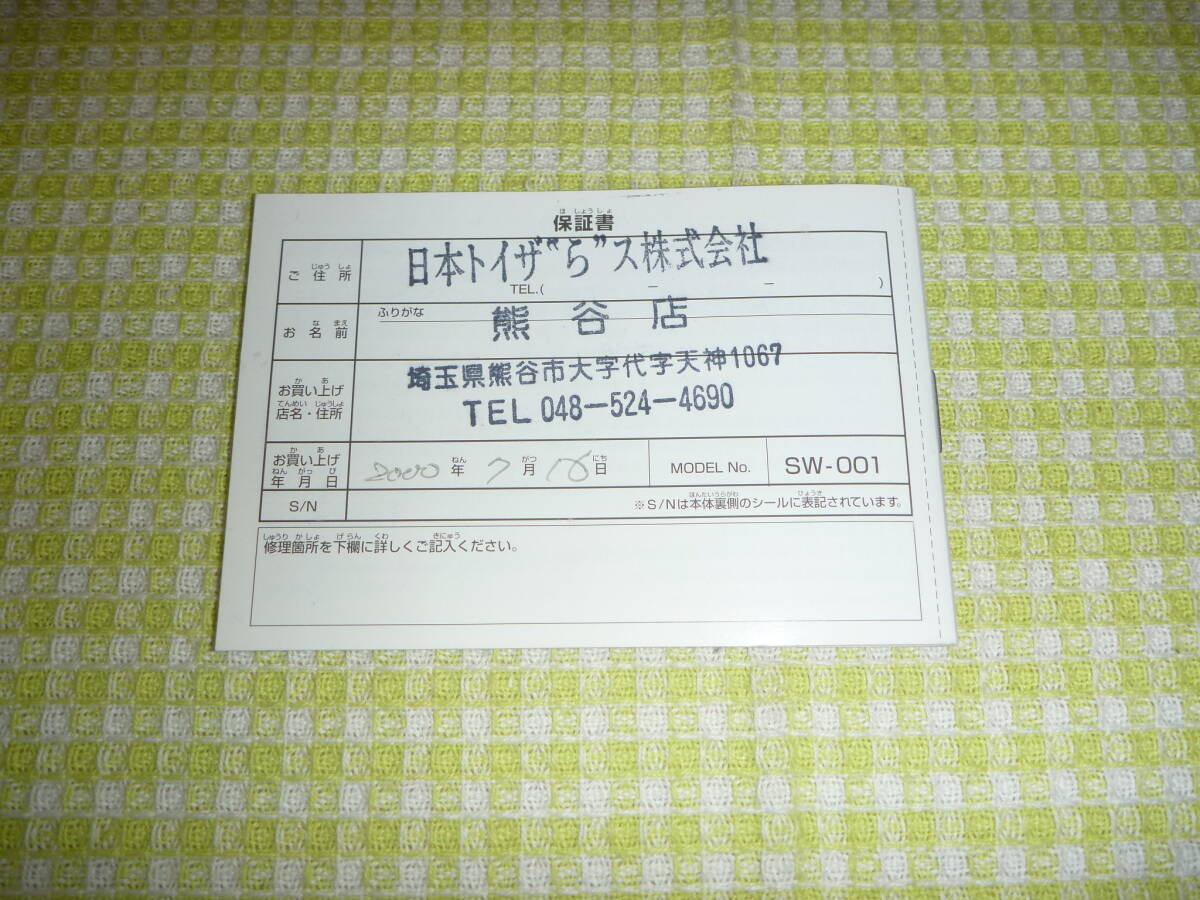 保証書
ほしょうしょ
日本トイザ"ら"ス株式会社
ご住所
じゅうしょ
TEL.( － － )
ふりがな
熊谷店
お名前
なまえ
埼玉県熊谷市大字代字天神1067
お買い上げ
かあ
店名・住所
てんめいじゅうしょ
TEL 048－524－4690
お買い上げ
かあ
年月日
ねんがっぴ
2000年7月16日
ねん がつ にち
MODEL No. SW-001
S/N
※S/Nは本体裏側のシールに表記されています。
ほんたいうらがわ ひょうき
修理箇所を下欄に詳しくご記入ください。
しゅうりかしょ げらん くわ きにゅう